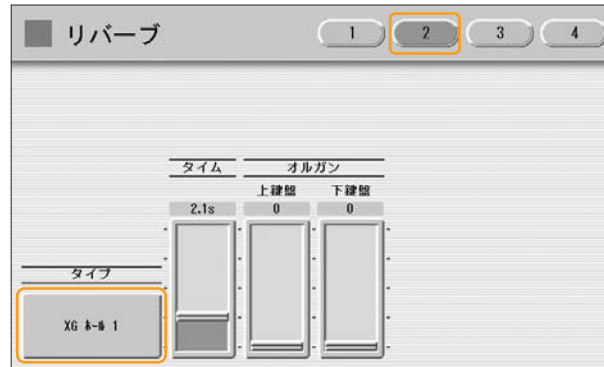 リバーブ
1 2 3 4
タイム オルガン
上鍵盤 下鍵盤
2.1s 0 0
タイプ
XG ホール 1